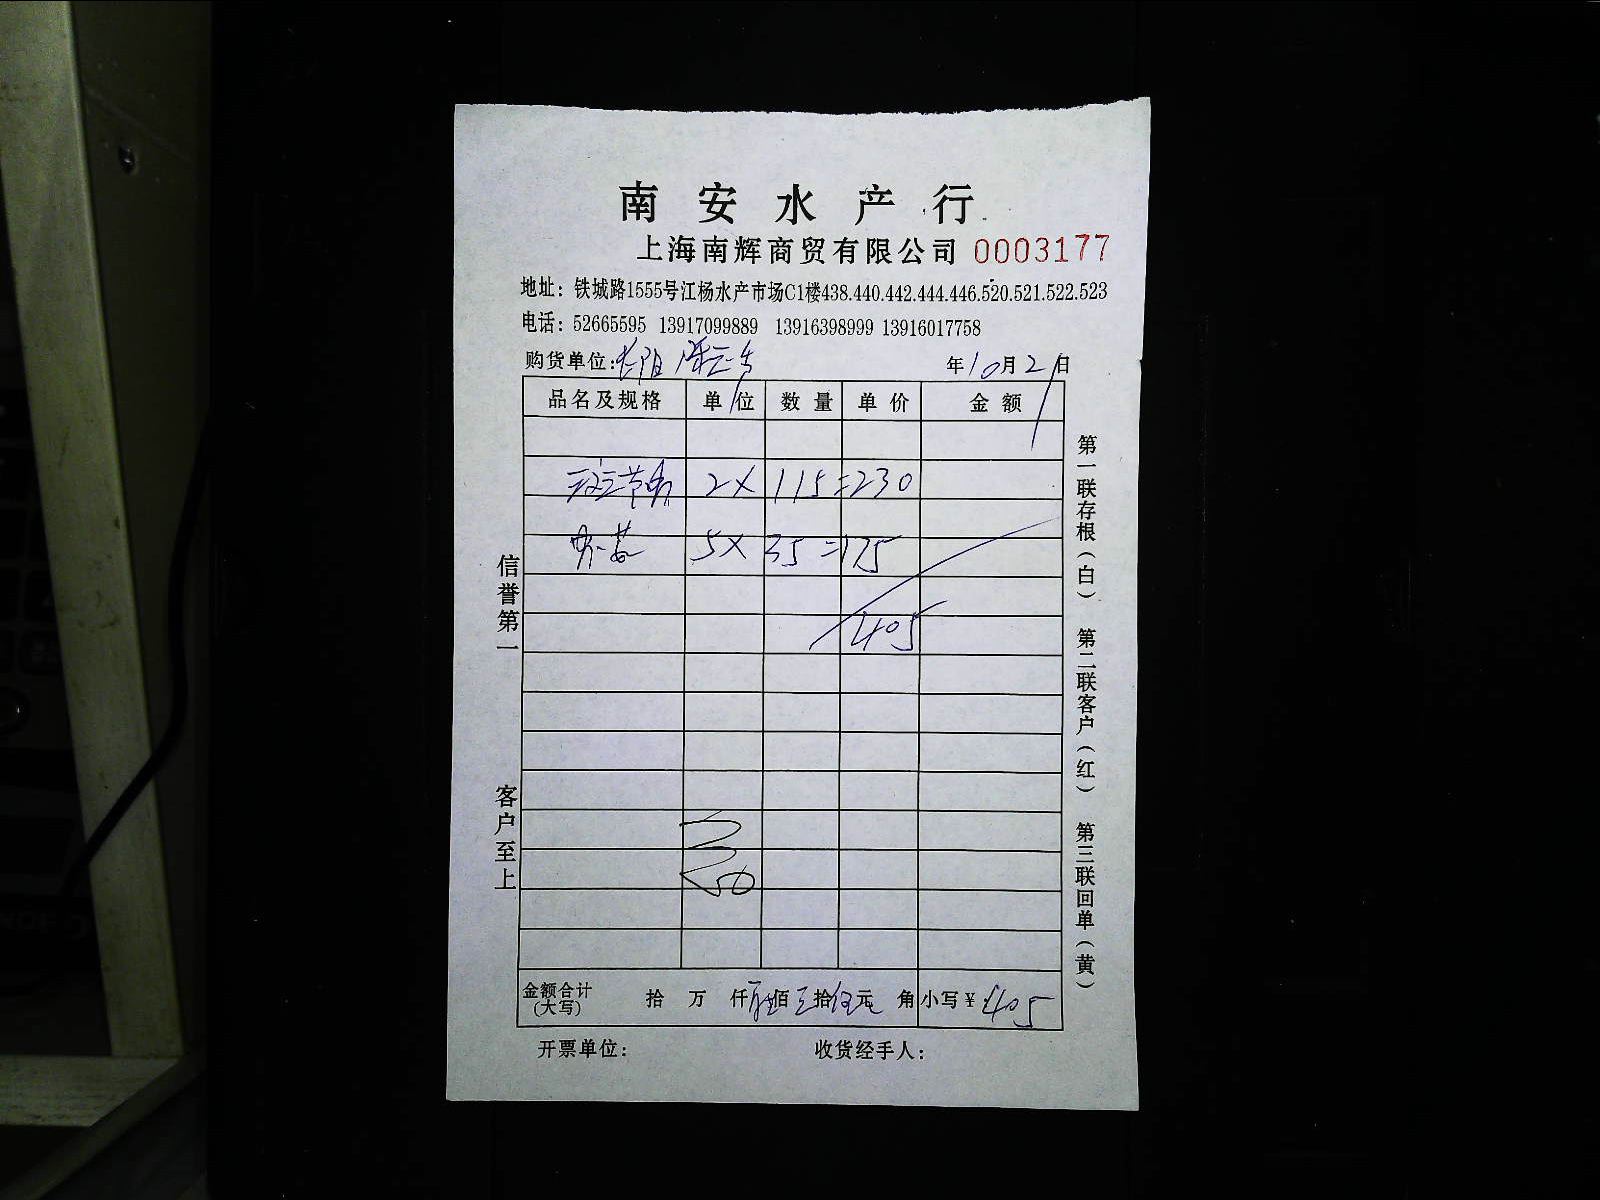 南安水产行
上海南辉商贸有限公司 0003177
地址：铁城路1555号江杨水产市场C1楼438.440.442.444.446.520.521.522.523
电话：52665595 13917099889 13916398999 13916017758
购货单位： 年10月21日
品名及规格 单位 数量 单价 金额
2X 115=230
5X 35=175
405
50
金额合计(大写) 拾 万 仟 佰 拾 元 角 小写￥405
开票单位： 收货经手人：
信誉第一
客户至上
第一联存根（白） 第二联客户（红） 第三联回单（黄）